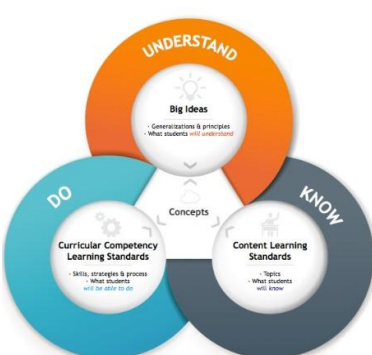 UNDERSTAND
Big Ideas
- Generalizations & principles
- What students will understand
DO
KNOW
Concepts
Curricular Competency
Learning Standards
- Skills, strategies & process
- What students
will be able to do
Content Learning
Standards
- Topics
- What students
will know